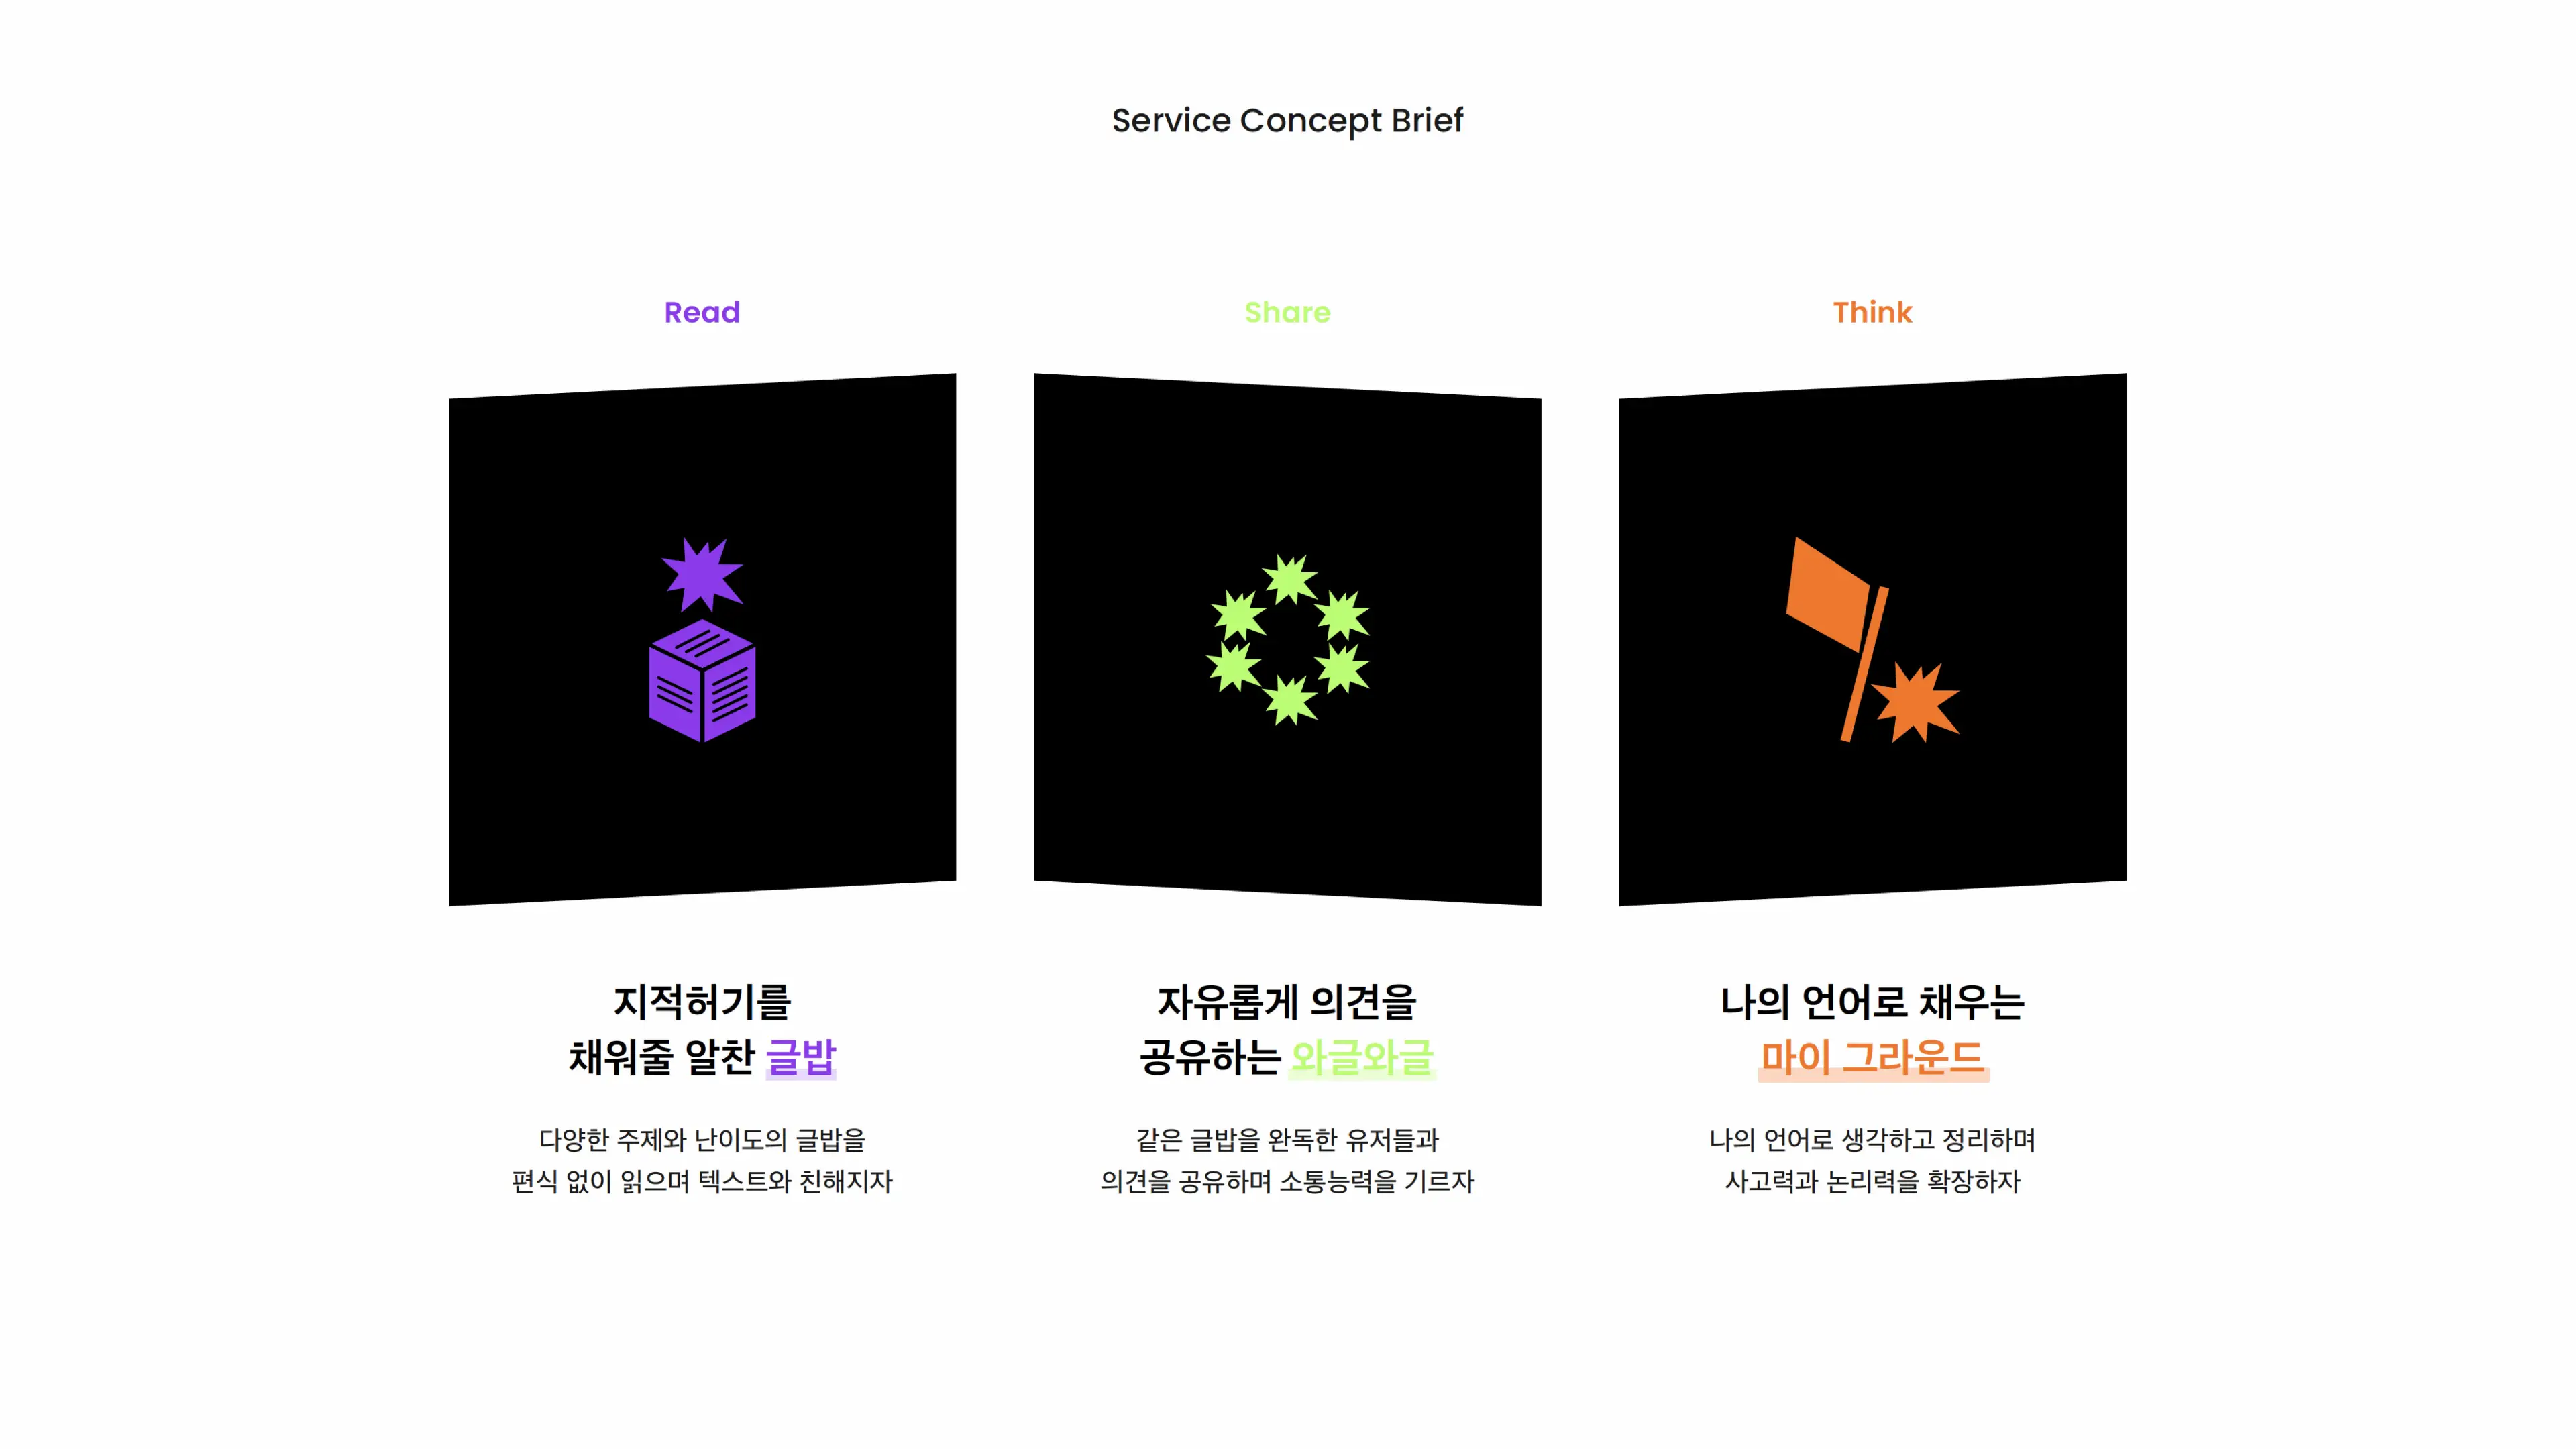 Service Concept Brief
Read
지적허기를
채워줄 알찬 글밥
다양한 주제와 난이도의 글밥을
편식 없이 읽으며 텍스트와 친해지자
Share
자유롭게 의견을
공유하는 와글와글
같은 글밥을 완독한 유저들과
의견을 공유하며 소통능력을 기르자
Think
나의 언어로 채우는
마이 그라운드
나의 언어로 생각하고 정리하며
사고력과 논리력을 확장하자